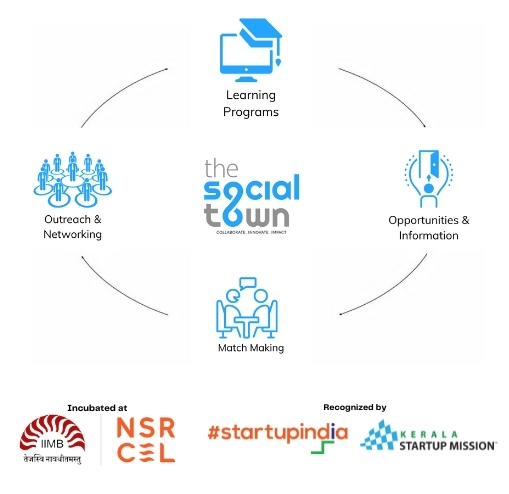 Learning
Programs
the
social
town
COLLABORATE. INNOVATE. IMPACT
Outreach &
Networking
Opportunities &
Information
Match Making
Incubated at
Recognized by
IIMB
तेजस्वि नावधीतमस्तु
NSR
CEL
#startupindia
KERALA
STARTUP MISSION